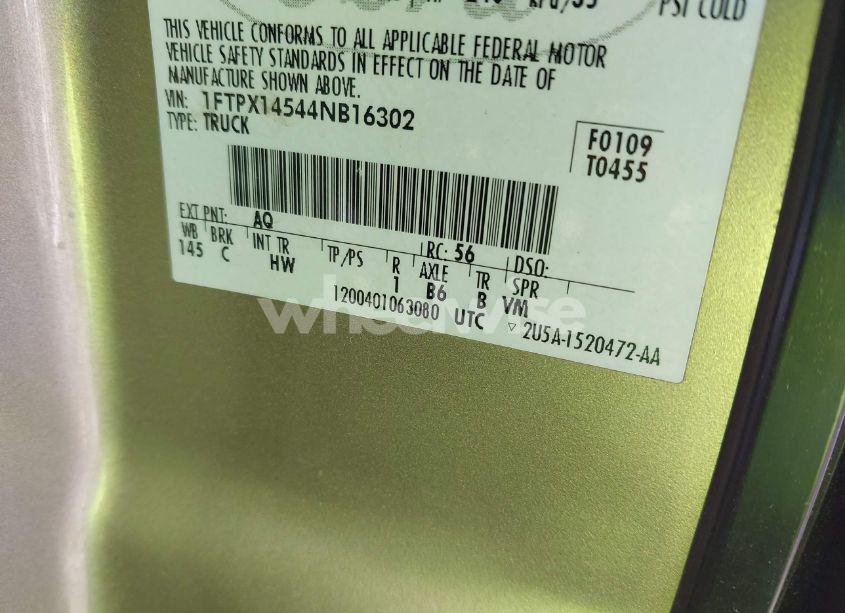 PSI COLD
THIS VEHICLE CONFORMS TO ALL APPLICABLE FEDERAL MOTOR
VEHICLE SAFETY STANDARDS IN EFFECT ON THE DATE OF
MANUFACTURE SHOWN ABOVE.
VIN: 1FTPX14544NB16302
TYPE: TRUCK
F0109
T0455
EXT PNT: AQ RC: 56 DSO:
WB BRK INT TR TP/PS R AXLE TR SPR
145 C HW 1 B6 B VM
1200401063080 UTC ▽ 2U5A-1520472-AA
wheelwise